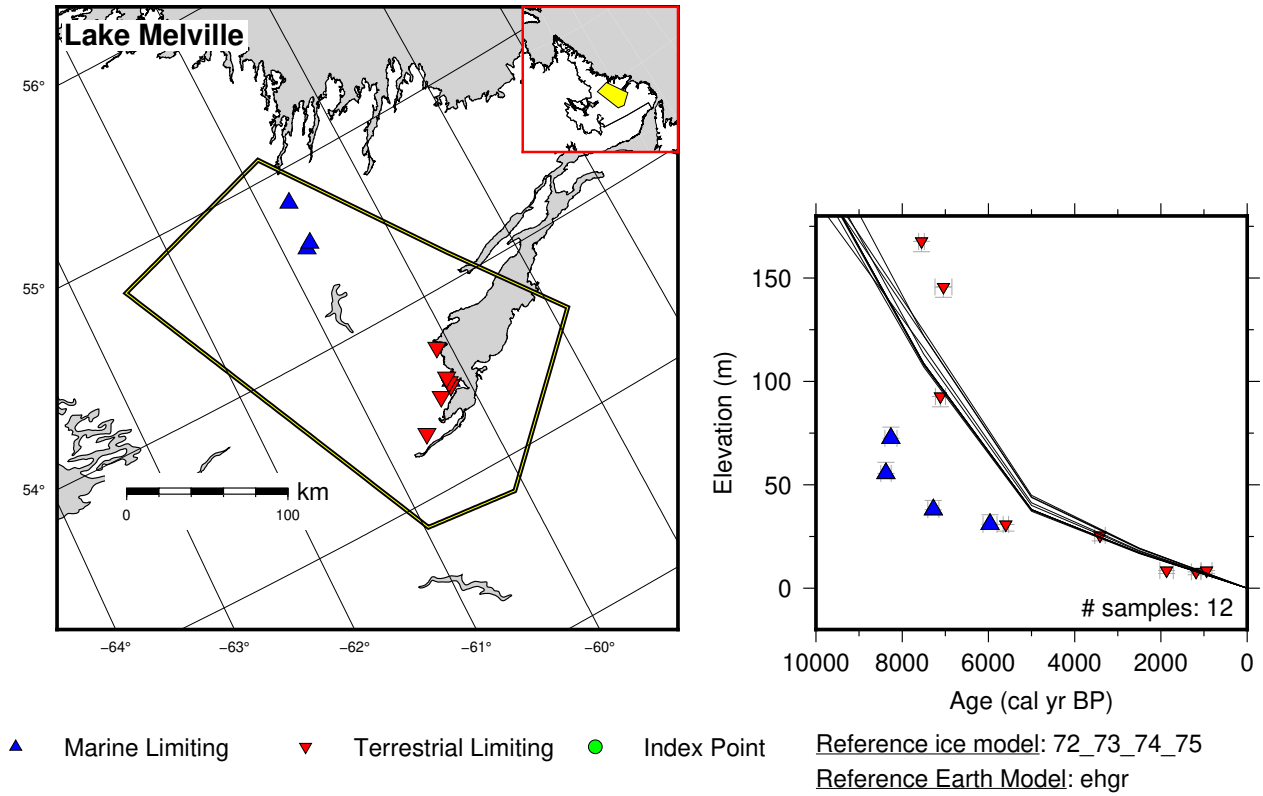 Lake Melville
56°
55°
54°
km
0 100
−64° −63° −62° −61° −60°
Elevation (m)
150
100
50
0
# samples: 12
10000 8000 6000 4000 2000 0
Age (cal yr BP)
Marine Limiting Terrestrial Limiting Index Point
Reference ice model: 72_73_74_75
Reference Earth Model: ehgr